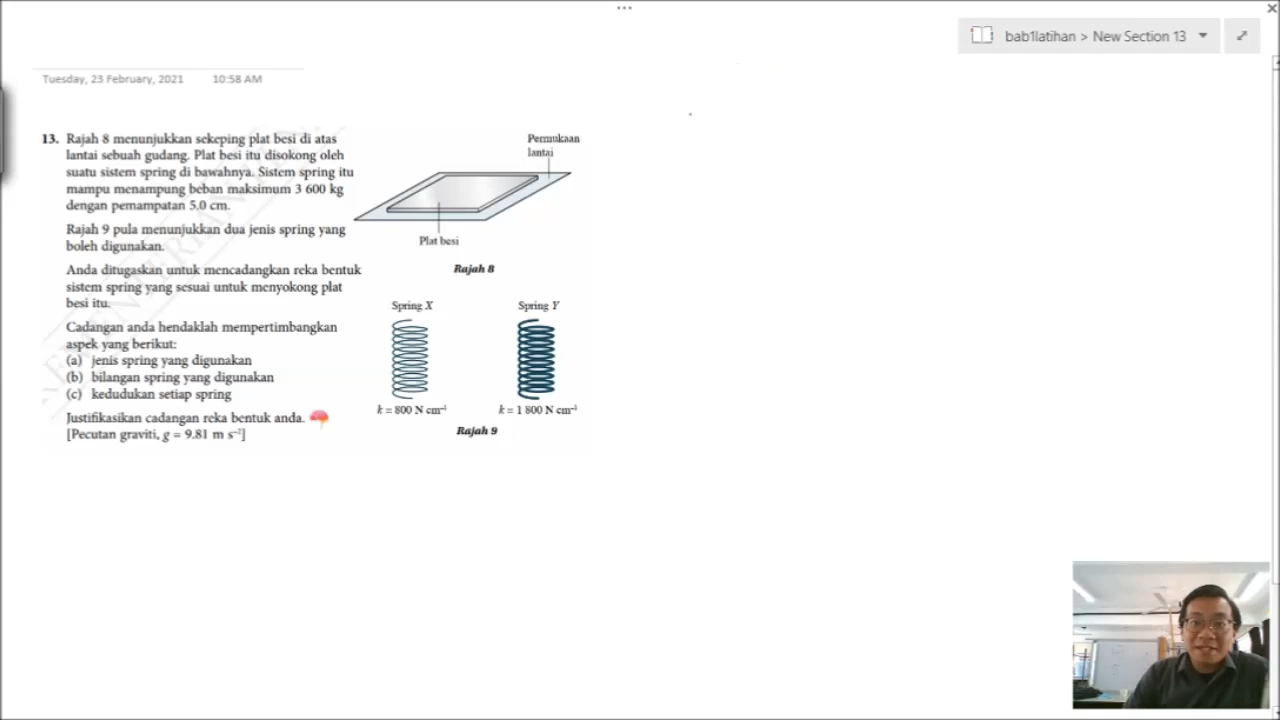 bab1latihan > New Section 13
Tuesday, 23 February, 2021 10:58 AM
13. Rajah 8 menunjukkan sekeping plat besi di atas
lantai sebuah gudang. Plat besi itu disokong oleh
suatu sistem spring di bawahnya. Sistem spring itu
mampu menampung beban maksimum 3 600 kg
dengan pemampatan 5.0 cm.
Rajah 9 pula menunjukkan dua jenis spring yang
boleh digunakan.
Anda ditugaskan untuk mencadangkan reka bentuk
sistem spring yang sesuai untuk menyokong plat
besi itu.
Cadangan anda hendaklah mempertimbangkan
aspek yang berikut:
(a) jenis spring yang digunakan
(b) bilangan spring yang digunakan
(c) kedudukan setiap spring
Justifikasikan cadangan reka bentuk anda.
[Pecutan graviti, g = 9.81 m s⁻²]
Permukaan
lantai
Plat besi
Rajah 8
Spring X
Spring Y
k = 800 N cm⁻¹
k = 1 800 N cm⁻¹
Rajah 9